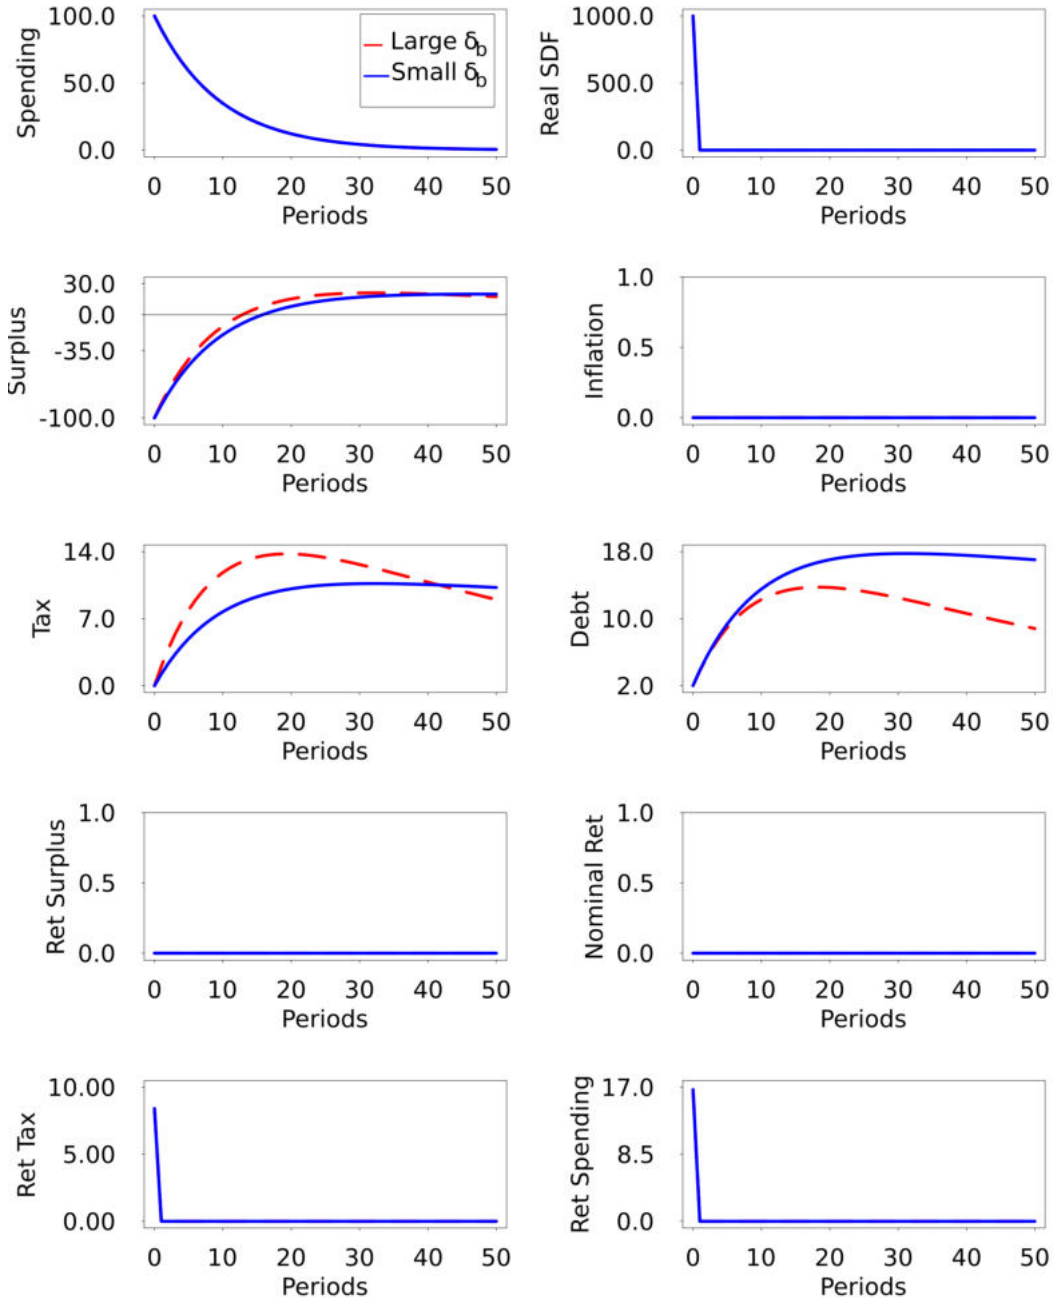 Spending
100.0
50.0
0.0
Large δb
Small δb
0 10 20 30 40 50
Periods
Real SDF
1000.0
500.0
0.0
0 10 20 30 40 50
Periods
Surplus
30.0
0.0
-35.0
-100.0
0 10 20 30 40 50
Periods
Inflation
1.0
0.5
0.0
0 10 20 30 40 50
Periods
Tax
14.0
7.0
0.0
0 10 20 30 40 50
Periods
Debt
18.0
10.0
2.0
0 10 20 30 40 50
Periods
Ret Surplus
1.0
0.5
0.0
0 10 20 30 40 50
Periods
Nominal Ret
1.0
0.5
0.0
0 10 20 30 40 50
Periods
Ret Tax
10.00
5.00
0.00
0 10 20 30 40 50
Periods
Ret Spending
17.0
8.5
0.0
0 10 20 30 40 50
Periods